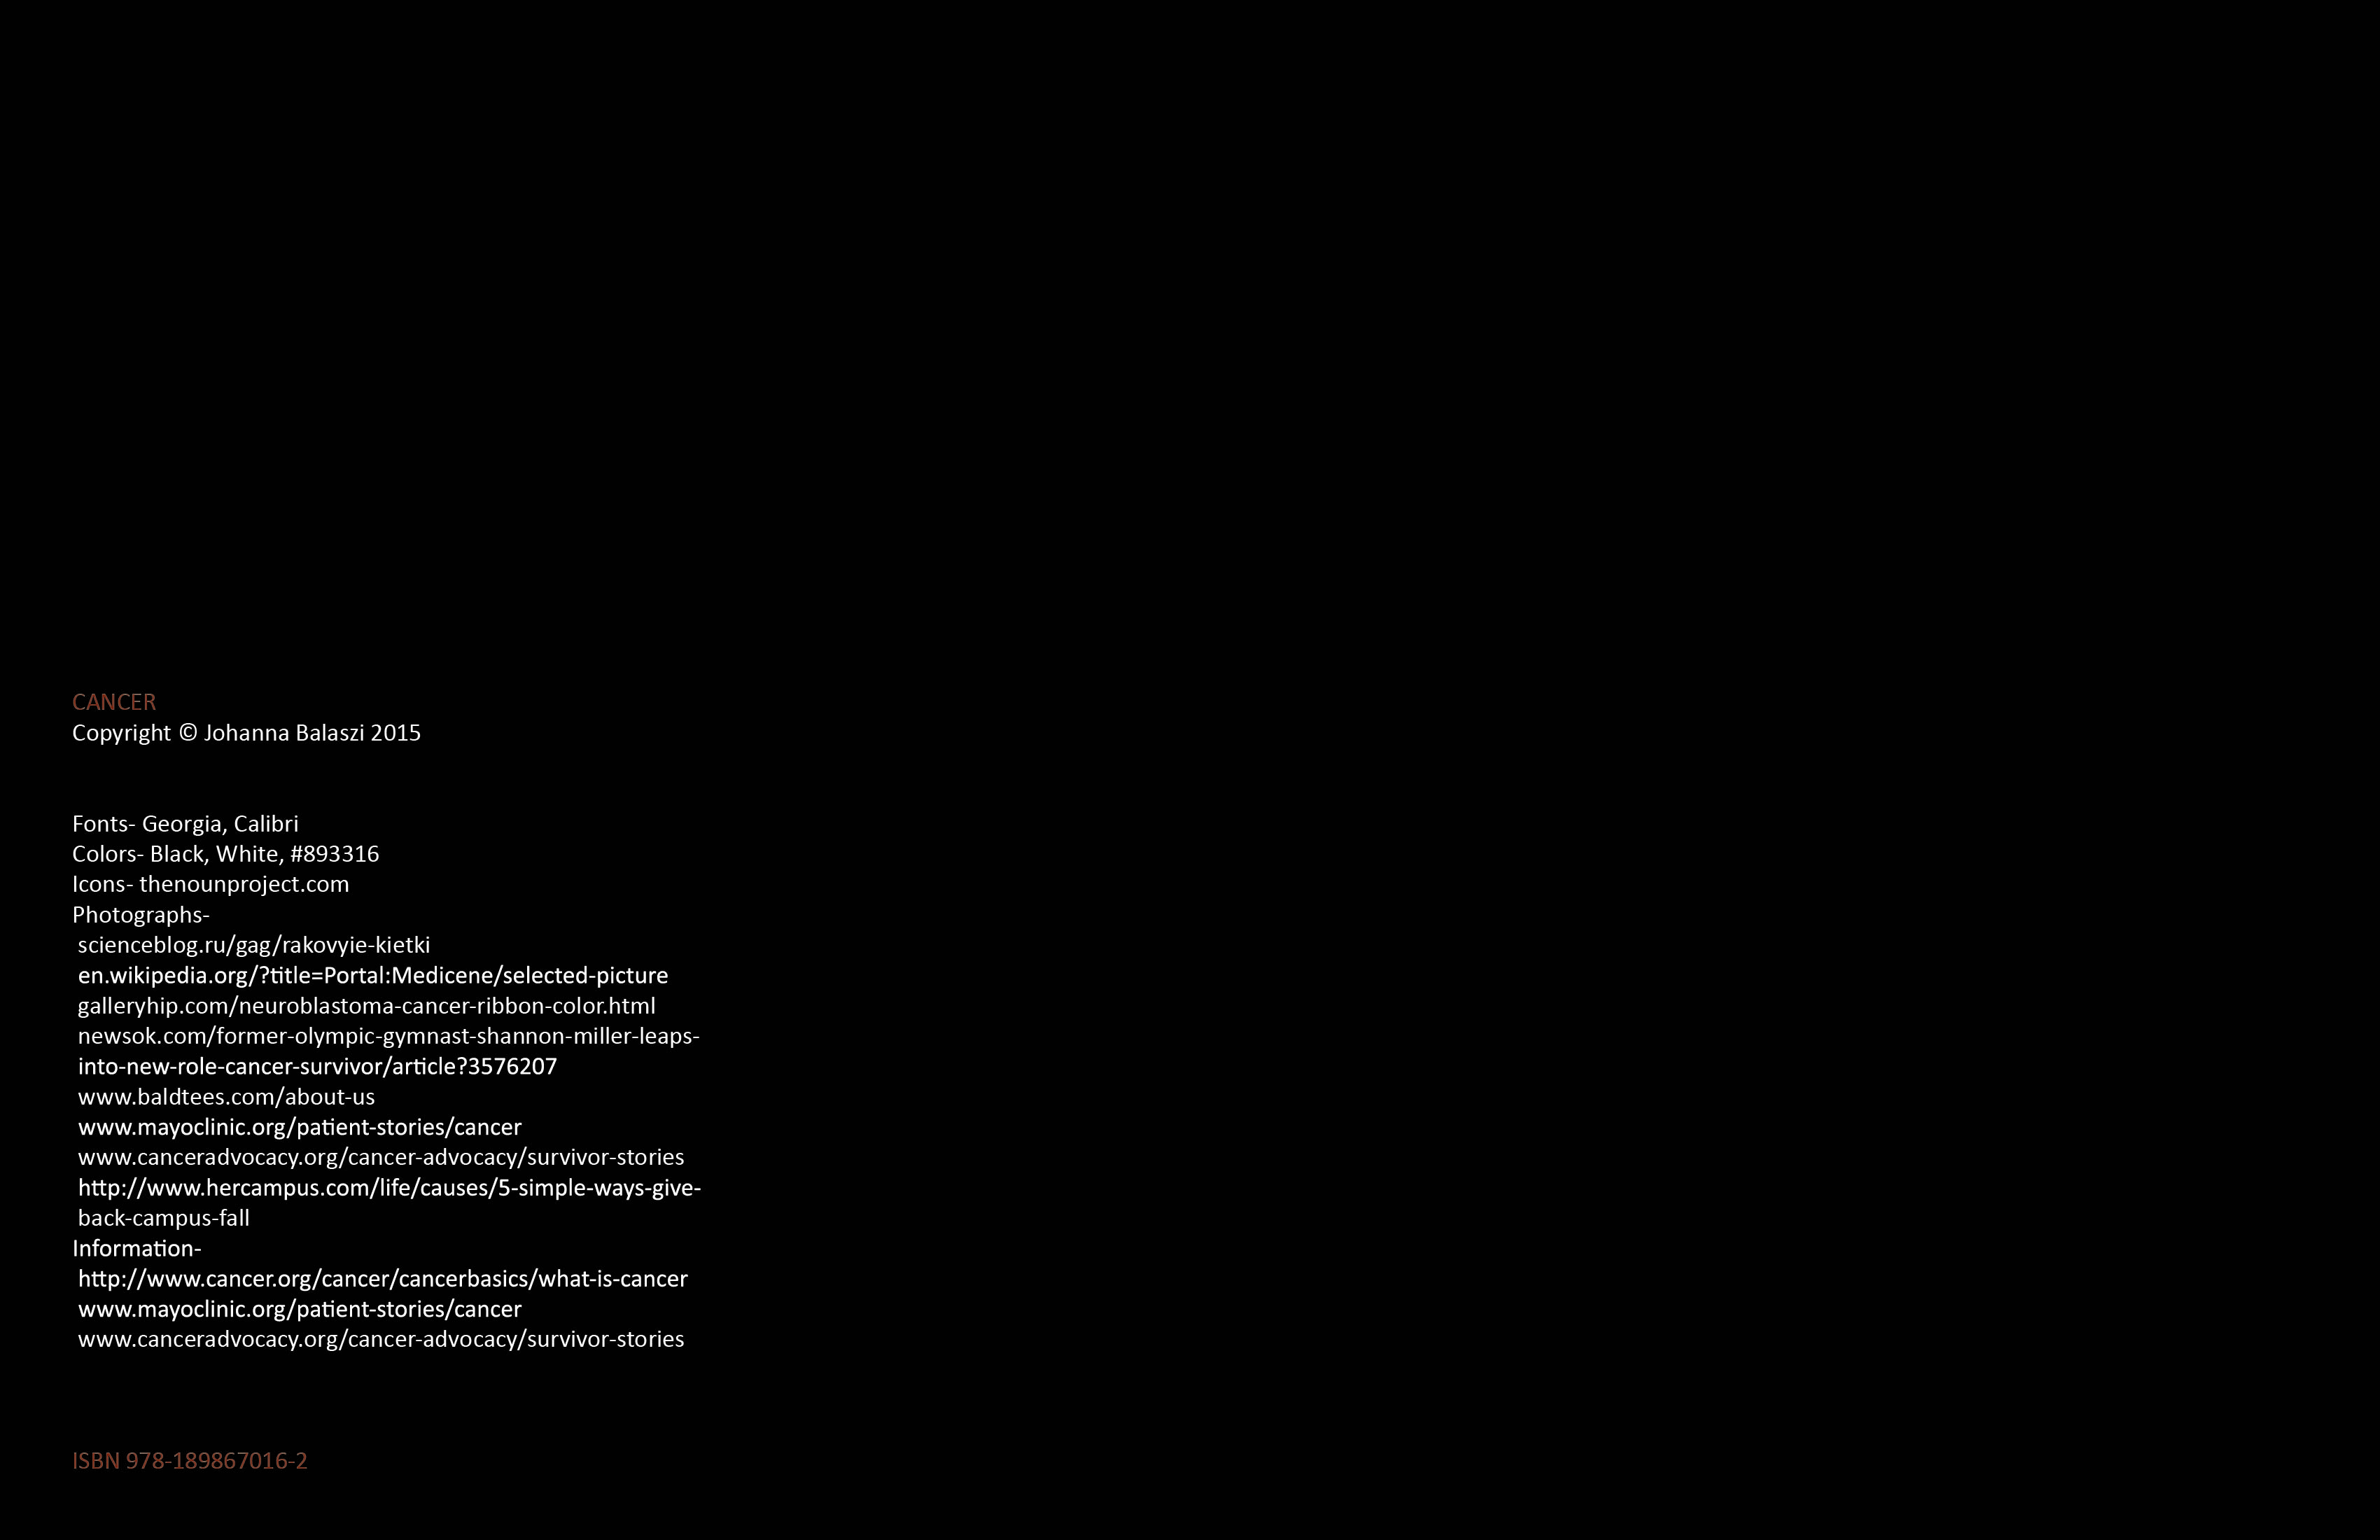 CANCER
Copyright © Johanna Balaszi 2015
Fonts- Georgia, Calibri
Colors- Black, White, #893316
Icons- thenounproject.com
Photographs-
scienceblog.ru/gag/rakovyie-kietki
en.wikipedia.org/?title=Portal:Medicene/selected-picture
galleryhip.com/neuroblastoma-cancer-ribbon-color.html
newsok.com/former-olympic-gymnast-shannon-miller-leaps-
into-new-role-cancer-survivor/article?3576207
www.baldtees.com/about-us
www.mayoclinic.org/patient-stories/cancer
www.canceradvocacy.org/cancer-advocacy/survivor-stories
http://www.hercampus.com/life/causes/5-simple-ways-give-
back-campus-fall
Information-
http://www.cancer.org/cancer/cancerbasics/what-is-cancer
www.mayoclinic.org/patient-stories/cancer
www.canceradvocacy.org/cancer-advocacy/survivor-stories
ISBN 978-189867016-2